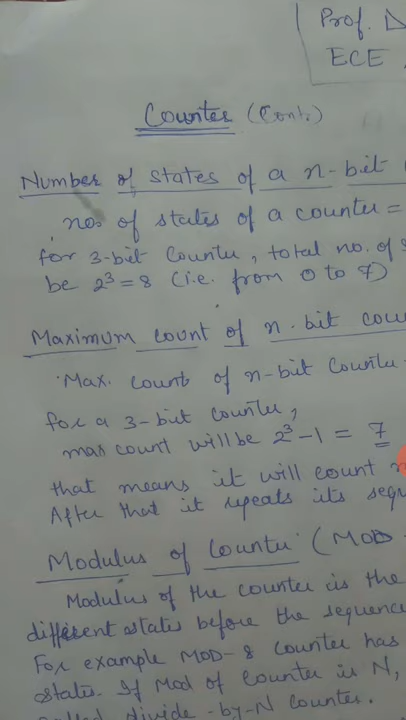 Prof. D
ECE
Counter (Cont.)
Number of states of a n-bit
no. of states of a counter =
for 3-bit Counter, total no. of s
be 2³ = 8 (i.e. from 0 to 7)
Maximum count of n-bit cou
Max. count of n-bit Counter
for a 3-bit counter,
max count will be 2³-1 = 7
that means it will count
After that it repeats its sequ
Modulus of Counter (MOD
Modulus of the counter is the
different states before the sequence
For example MOD-8 counter has
states. If Mod of Counter is N,
called divide-by-N counter.